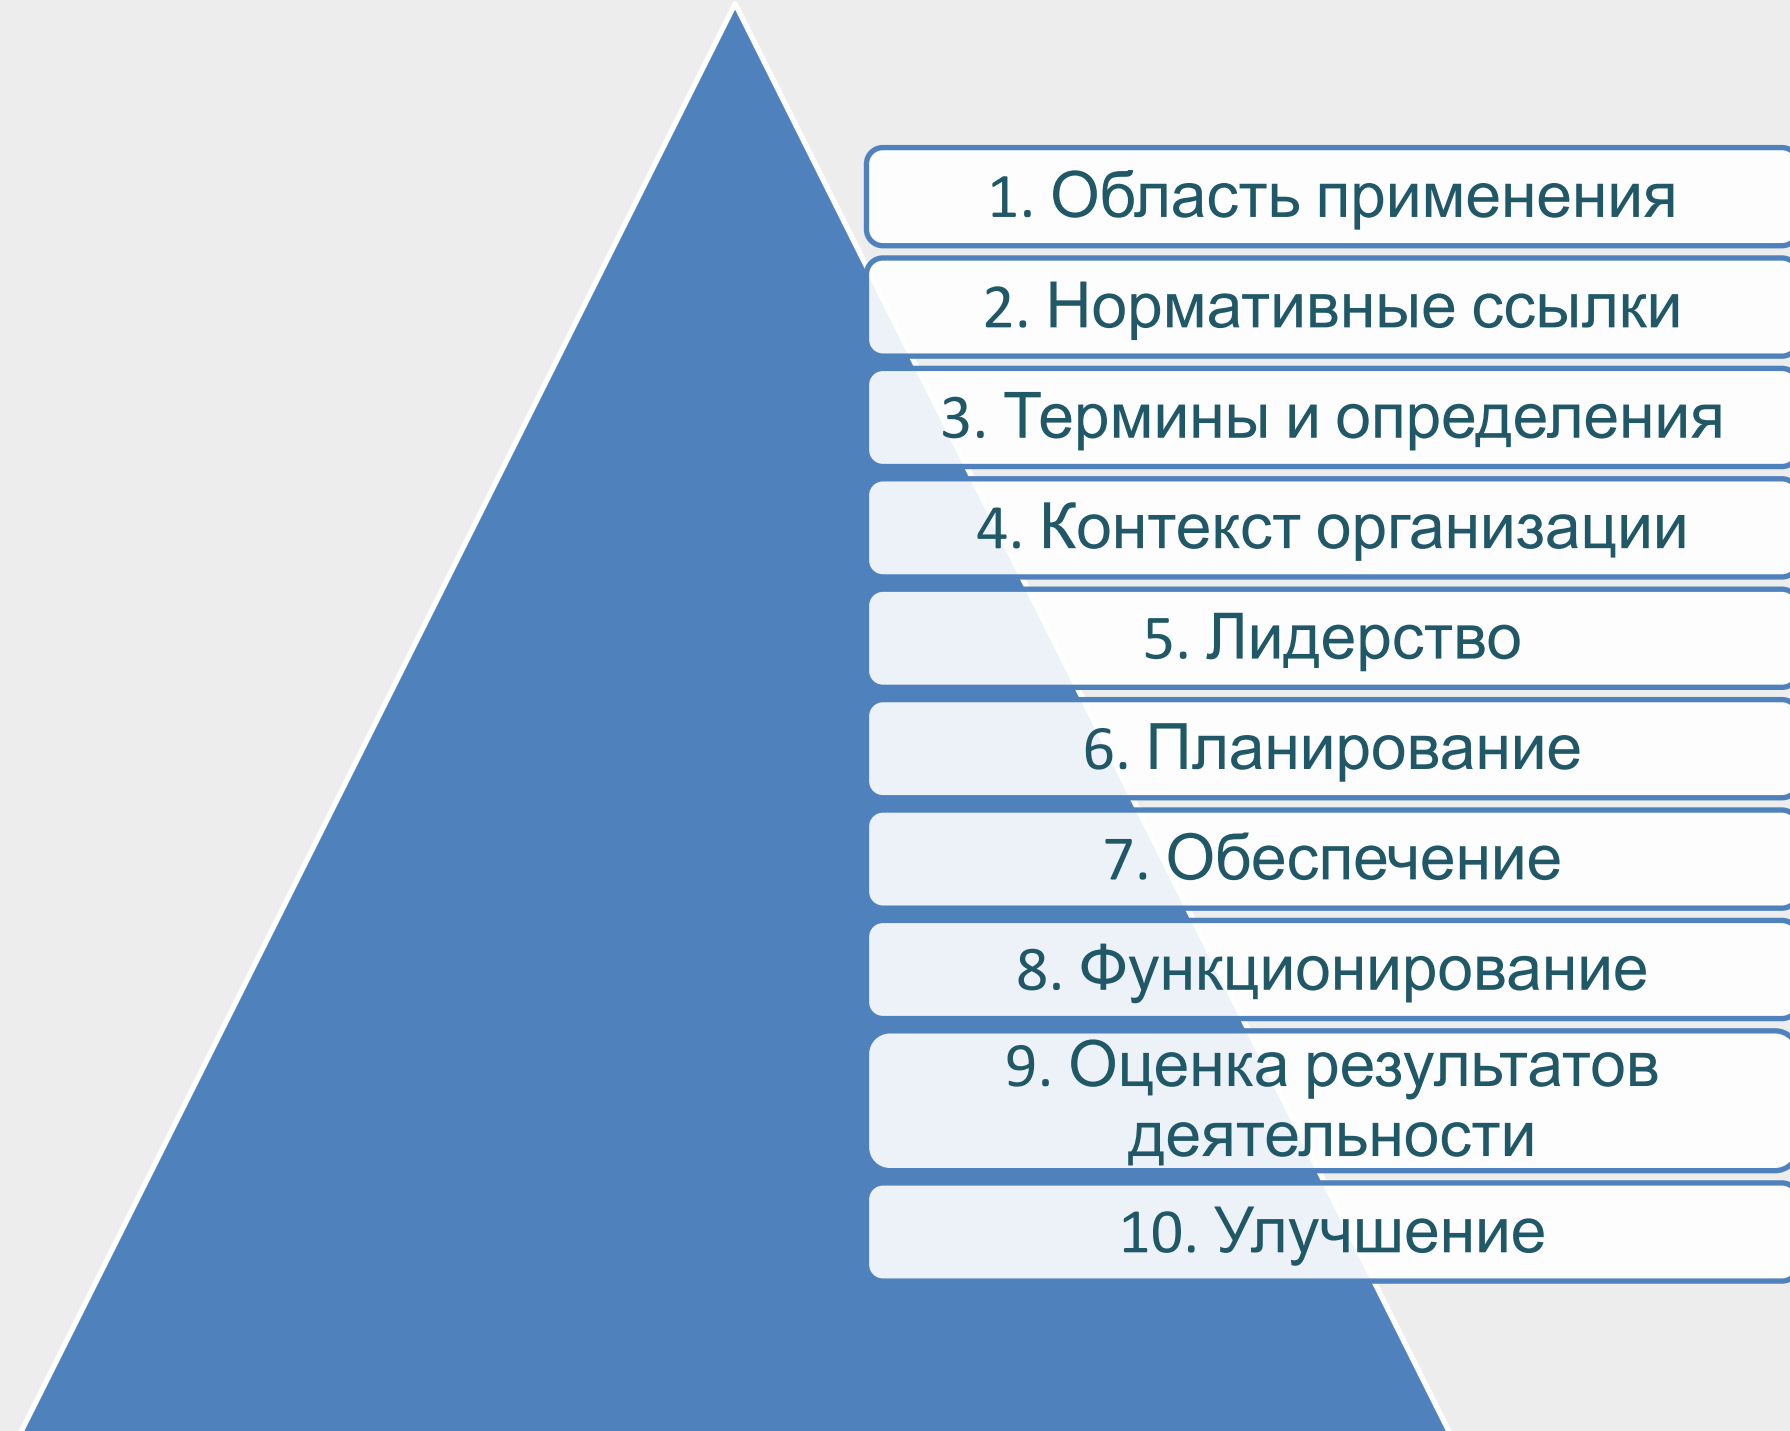 1. Область применения
2. Нормативные ссылки
3. Термины и определения
4. Контекст организации
5. Лидерство
6. Планирование
7. Обеспечение
8. Функционирование
9. Оценка результатов
деятельности
10. Улучшение